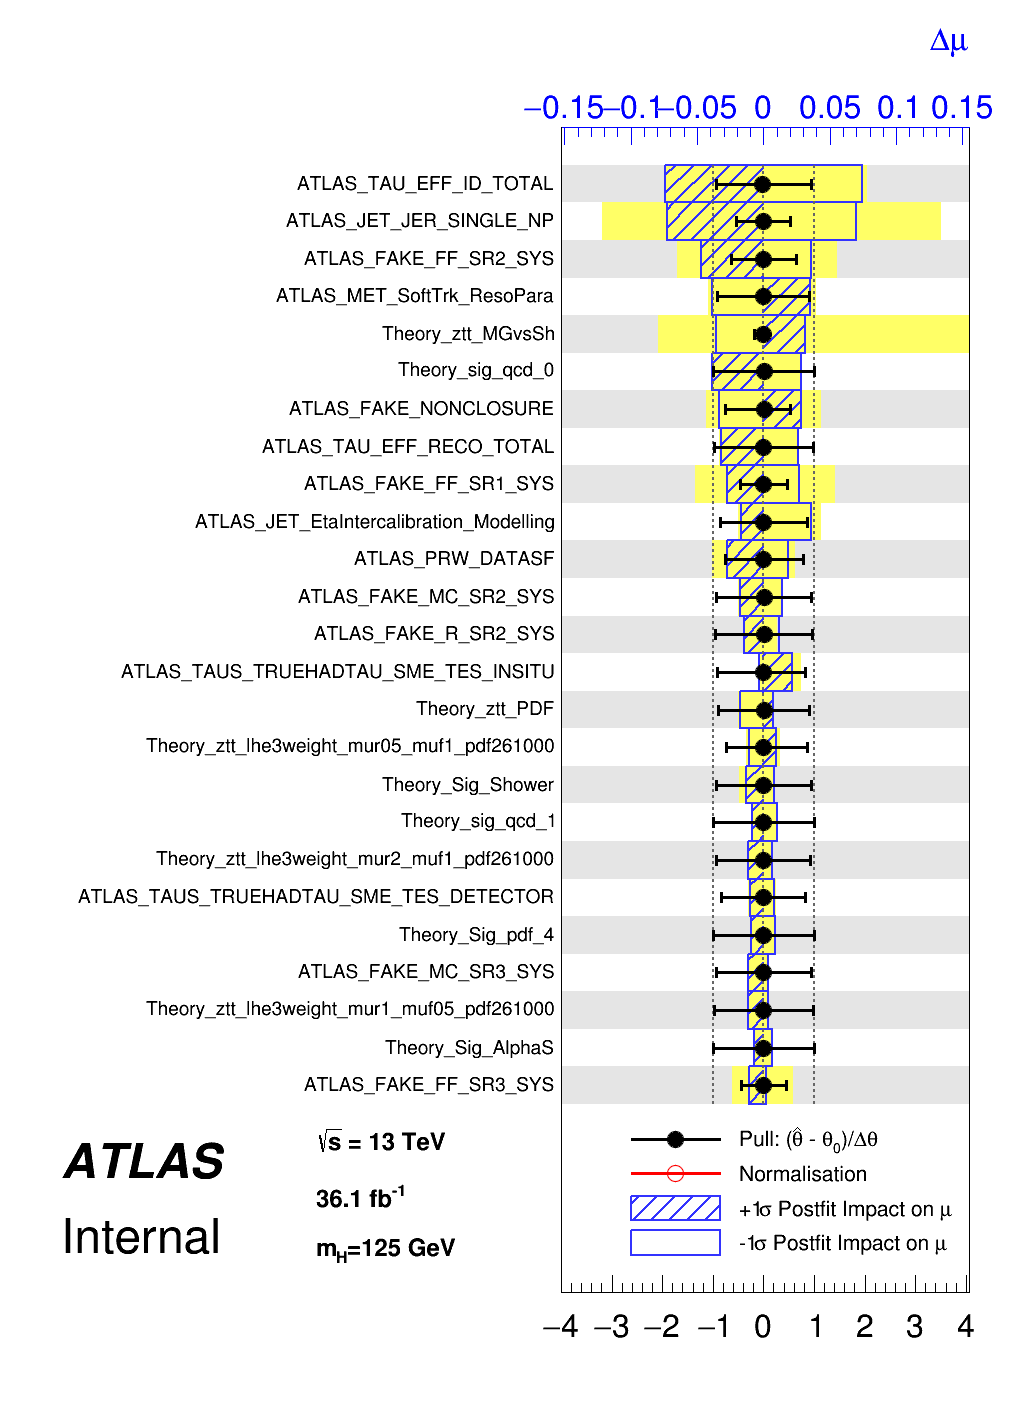 Δμ
−0.15 −0.1 −0.05 0 0.05 0.1 0.15
ATLAS_TAU_EFF_ID_TOTAL
ATLAS_JET_JER_SINGLE_NP
ATLAS_FAKE_FF_SR2_SYS
ATLAS_MET_SoftTrk_ResoPara
Theory_ztt_MGvsSh
Theory_sig_qcd_0
ATLAS_FAKE_NONCLOSURE
ATLAS_TAU_EFF_RECO_TOTAL
ATLAS_FAKE_FF_SR1_SYS
ATLAS_JET_EtaIntercalibration_Modelling
ATLAS_PRW_DATASF
ATLAS_FAKE_MC_SR2_SYS
ATLAS_FAKE_R_SR2_SYS
ATLAS_TAUS_TRUEHADTAU_SME_TES_INSITU
Theory_ztt_PDF
Theory_ztt_lhe3weight_mur05_muf1_pdf261000
Theory_Sig_Shower
Theory_sig_qcd_1
Theory_ztt_lhe3weight_mur2_muf1_pdf261000
ATLAS_TAUS_TRUEHADTAU_SME_TES_DETECTOR
Theory_Sig_pdf_4
ATLAS_FAKE_MC_SR3_SYS
Theory_ztt_lhe3weight_mur1_muf05_pdf261000
Theory_Sig_AlphaS
ATLAS_FAKE_FF_SR3_SYS
ATLAS
Internal
√s = 13 TeV
36.1 fb⁻¹
m_H=125 GeV
Pull: (θ̂ - θ₀)/Δθ
Normalisation
+1σ Postfit Impact on μ
-1σ Postfit Impact on μ
−4 −3 −2 −1 0 1 2 3 4